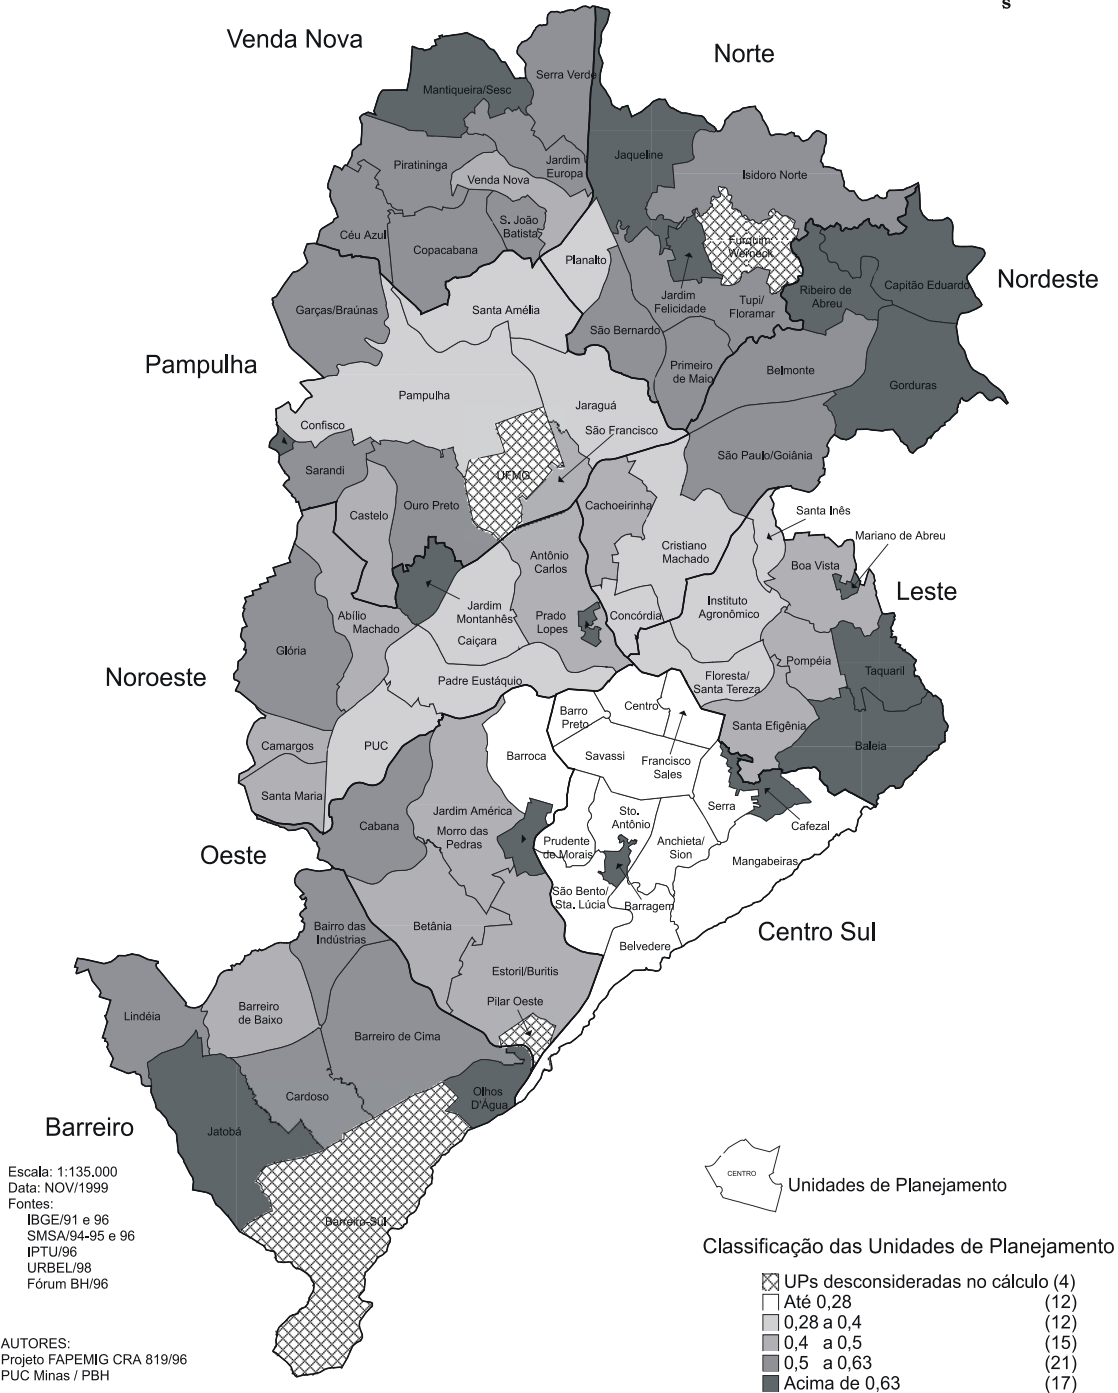 s
Venda Nova
Norte
Serra Verde
Mantiqueira/Sesc
Jaqueline
Piratininga
Jardim
Europa
Isidoro Norte
Venda Nova
S. João
Batista
Céu Azul
Copacabana
Furquim
Werneck
Planalto
Nordeste
Ribeiro de
Abreu
Capitão Eduardo
Jardim
Felicidade
Tupi/
Floramar
Garças/Braúnas
Santa Amélia
São Bernardo
Pampulha
Primeiro
de Maio
Belmonte
Gorduras
Pampulha
Jaraguá
Confisco
São Francisco
São Paulo/Goiânia
Sarandi
UFMG
Castelo
Ouro Preto
Cachoeirinha
Santa Inês
Mariano de Abreu
Cristiano
Machado
Antônio
Carlos
Boa Vista
Leste
Jardim
Montanhês
Instituto
Agronômico
Abílio
Machado
Prado
Lopes
Concórdia
Caiçara
Glória
Pompéia
Taquaril
Noroeste
Padre Eustáquio
Floresta/
Santa Tereza
Centro
Barro
Preto
Santa Efigênia
Camargos
PUC
Barroca
Savassi
Francisco
Sales
Baleia
Santa Maria
Jardim América
Serra
Sto.
Antônio
Cabana
Morro das
Pedras
Cafezal
Prudente
de Morais
Anchieta/
Sion
Oeste
Mangabeiras
São Bento/
Sta. Lúcia
Barragem
Bairro das
Indústrias
Betânia
Centro Sul
Belvedere
Estoril/Buritis
Pilar Oeste
Lindéia
Barreiro
de Baixo
Barreiro de Cima
Cardoso
Olhos
D'Água
Barreiro
Jatobá
Barreiro-Sul
Escala: 1:135.000
Data: NOV/1999
Fontes:
IBGE/91 e 96
SMSA/94-95 e 96
IPTU/96
URBEL/98
Fórum BH/96
AUTORES:
Projeto FAPEMIG CRA 819/96
PUC Minas / PBH
CENTRO
Unidades de Planejamento
Classificação das Unidades de Planejamento
UPs desconsideradas no cálculo (4)
Até 0,28 (12)
0,28 a 0,4 (12)
0,4 a 0,5 (15)
0,5 a 0,63 (21)
Acima de 0,63 (17)